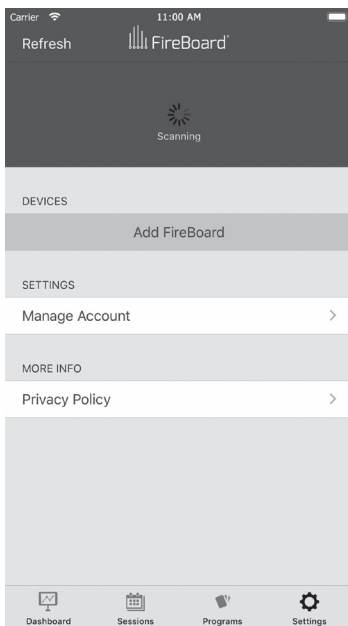 Carrier 11:00 AM
Refresh FireBoard
Scanning
DEVICES
Add FireBoard
SETTINGS
Manage Account
MORE INFO
Privacy Policy
Dashboard Sessions Programs Settings